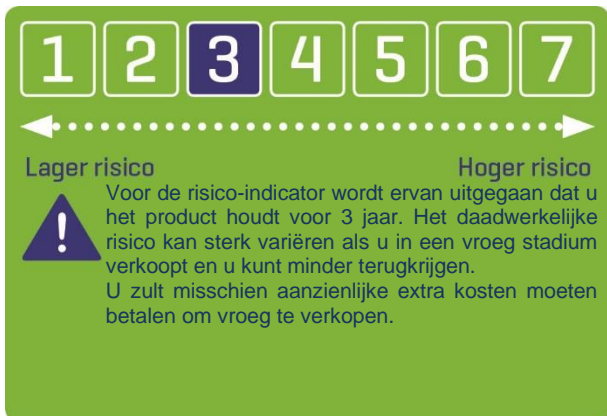 1 2 3 4 5 6 7
Lager risico Hoger risico
! Voor de risico-indicator wordt ervan uitgegaan dat u
het product houdt voor 3 jaar. Het daadwerkelijke
risico kan sterk variëren als u in een vroeg stadium
verkoopt en u kunt minder terugkrijgen.
U zult misschien aanzienlijke extra kosten moeten
betalen om vroeg te verkopen.